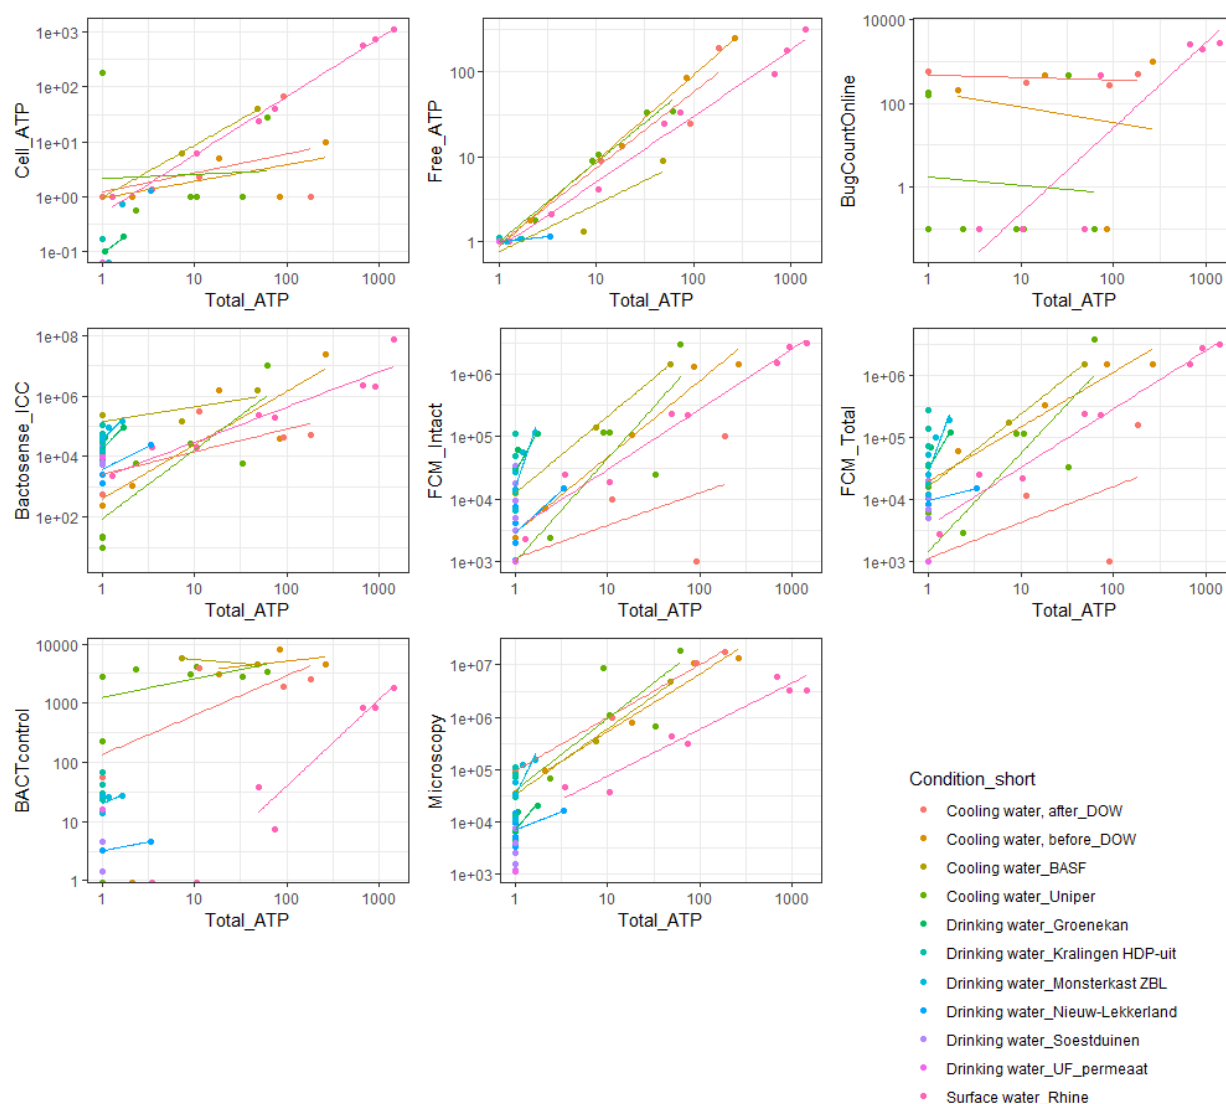 1e+03
1e+02
1e+01
1e+00
1e-01
Cell_ATP
1 10 100 1000
Total_ATP
100
10
1
Free_ATP
1 10 100 1000
Total_ATP
10000
100
1
BugCountOnline
1 10 100 1000
Total_ATP
1e+08
1e+06
1e+04
1e+02
Bactosense_ICC
1 10 100 1000
Total_ATP
1e+06
1e+05
1e+04
1e+03
FCM_Intact
1 10 100 1000
Total_ATP
1e+06
1e+05
1e+04
1e+03
FCM_Total
1 10 100 1000
Total_ATP
10000
1000
100
10
1
BACTcontrol
1 10 100 1000
Total_ATP
1e+07
1e+06
1e+05
1e+04
1e+03
Microscopy
1 10 100 1000
Total_ATP
Condition_short
Cooling water, after_DOW
Cooling water, before_DOW
Cooling water_BASF
Cooling water_Uniper
Drinking water_Groenekan
Drinking water_Kralingen HDP-uit
Drinking water_Monsterkast ZBL
Drinking water_Nieuw-Lekkerland
Drinking water_Soestduinen
Drinking water_UF_permeaat
Surface water_Rhine